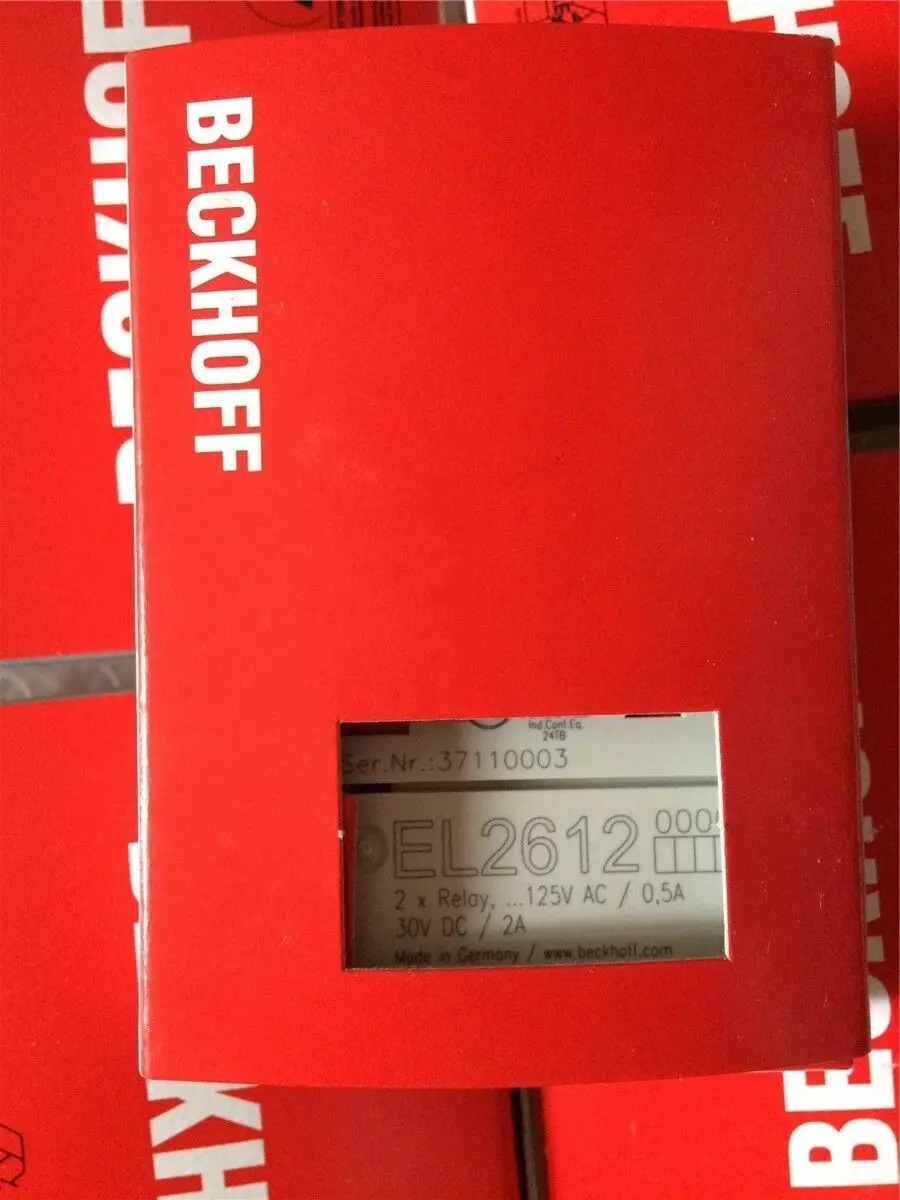 BECKHOFF
Ind.Cont.Eq.
24TB
Ser.Nr.:37110003
EL2612
000
2 x Relay, ...125V AC / 0,5A
30V DC / 2A
Made in Germany / www.beckhoff.com